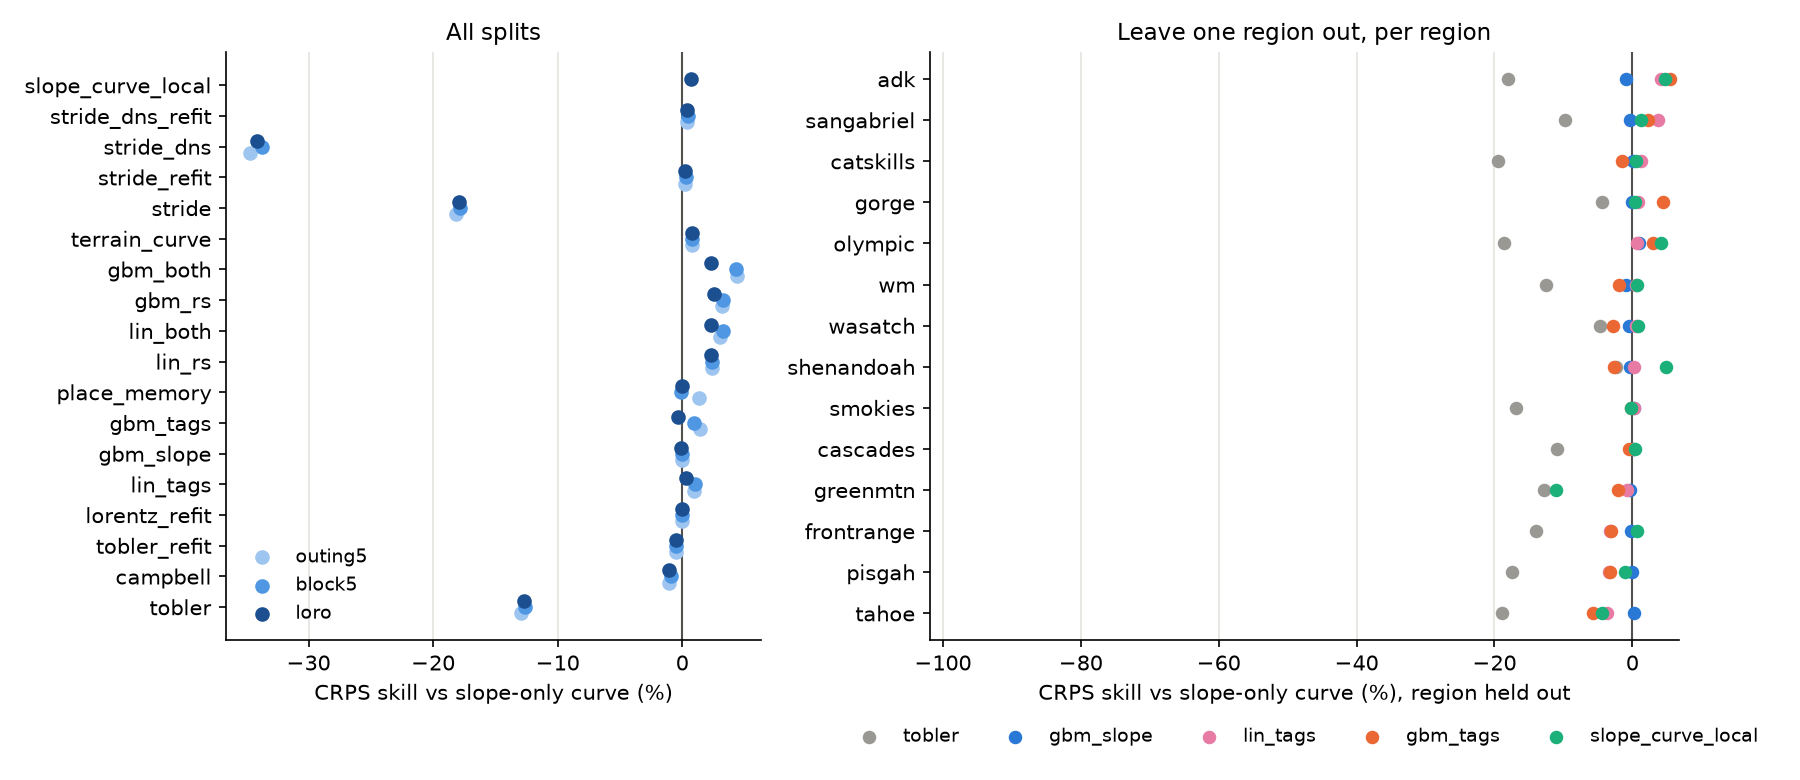 All splits
slope_curve_local
stride_dns_refit
stride_dns
stride_refit
stride
terrain_curve
gbm_both
gbm_rs
lin_both
lin_rs
place_memory
gbm_tags
gbm_slope
lin_tags
lorentz_refit
tobler_refit
campbell
tobler
outing5
block5
loro
−30 −20 −10 0
CRPS skill vs slope-only curve (%)
Leave one region out, per region
adk
sangabriel
catskills
gorge
olympic
wm
wasatch
shenandoah
smokies
cascades
greenmtn
frontrange
pisgah
tahoe
−100 −80 −60 −40 −20 0
CRPS skill vs slope-only curve (%), region held out
tobler gbm_slope lin_tags gbm_tags slope_curve_local